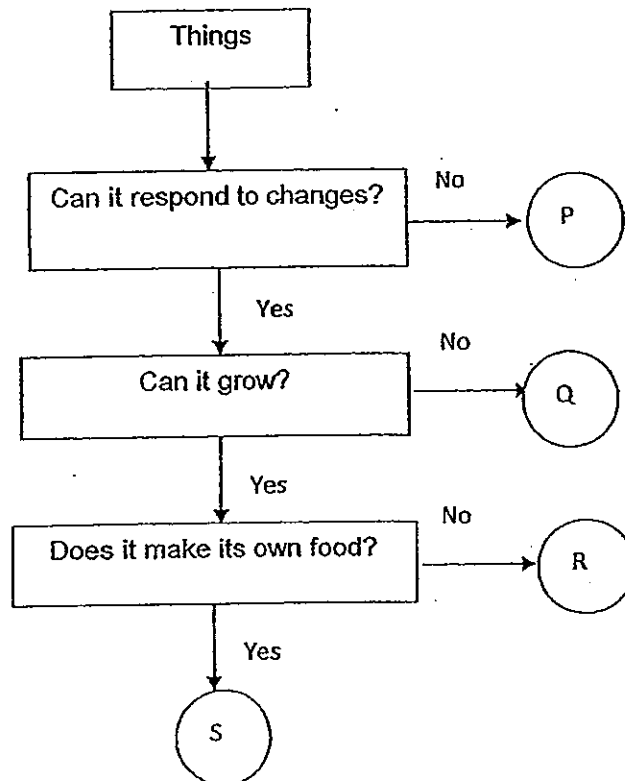 Things
Can it respond to changes?
No
P
Yes
Can it grow?
No
Q
Yes
Does it make its own food?
No
R
Yes
S